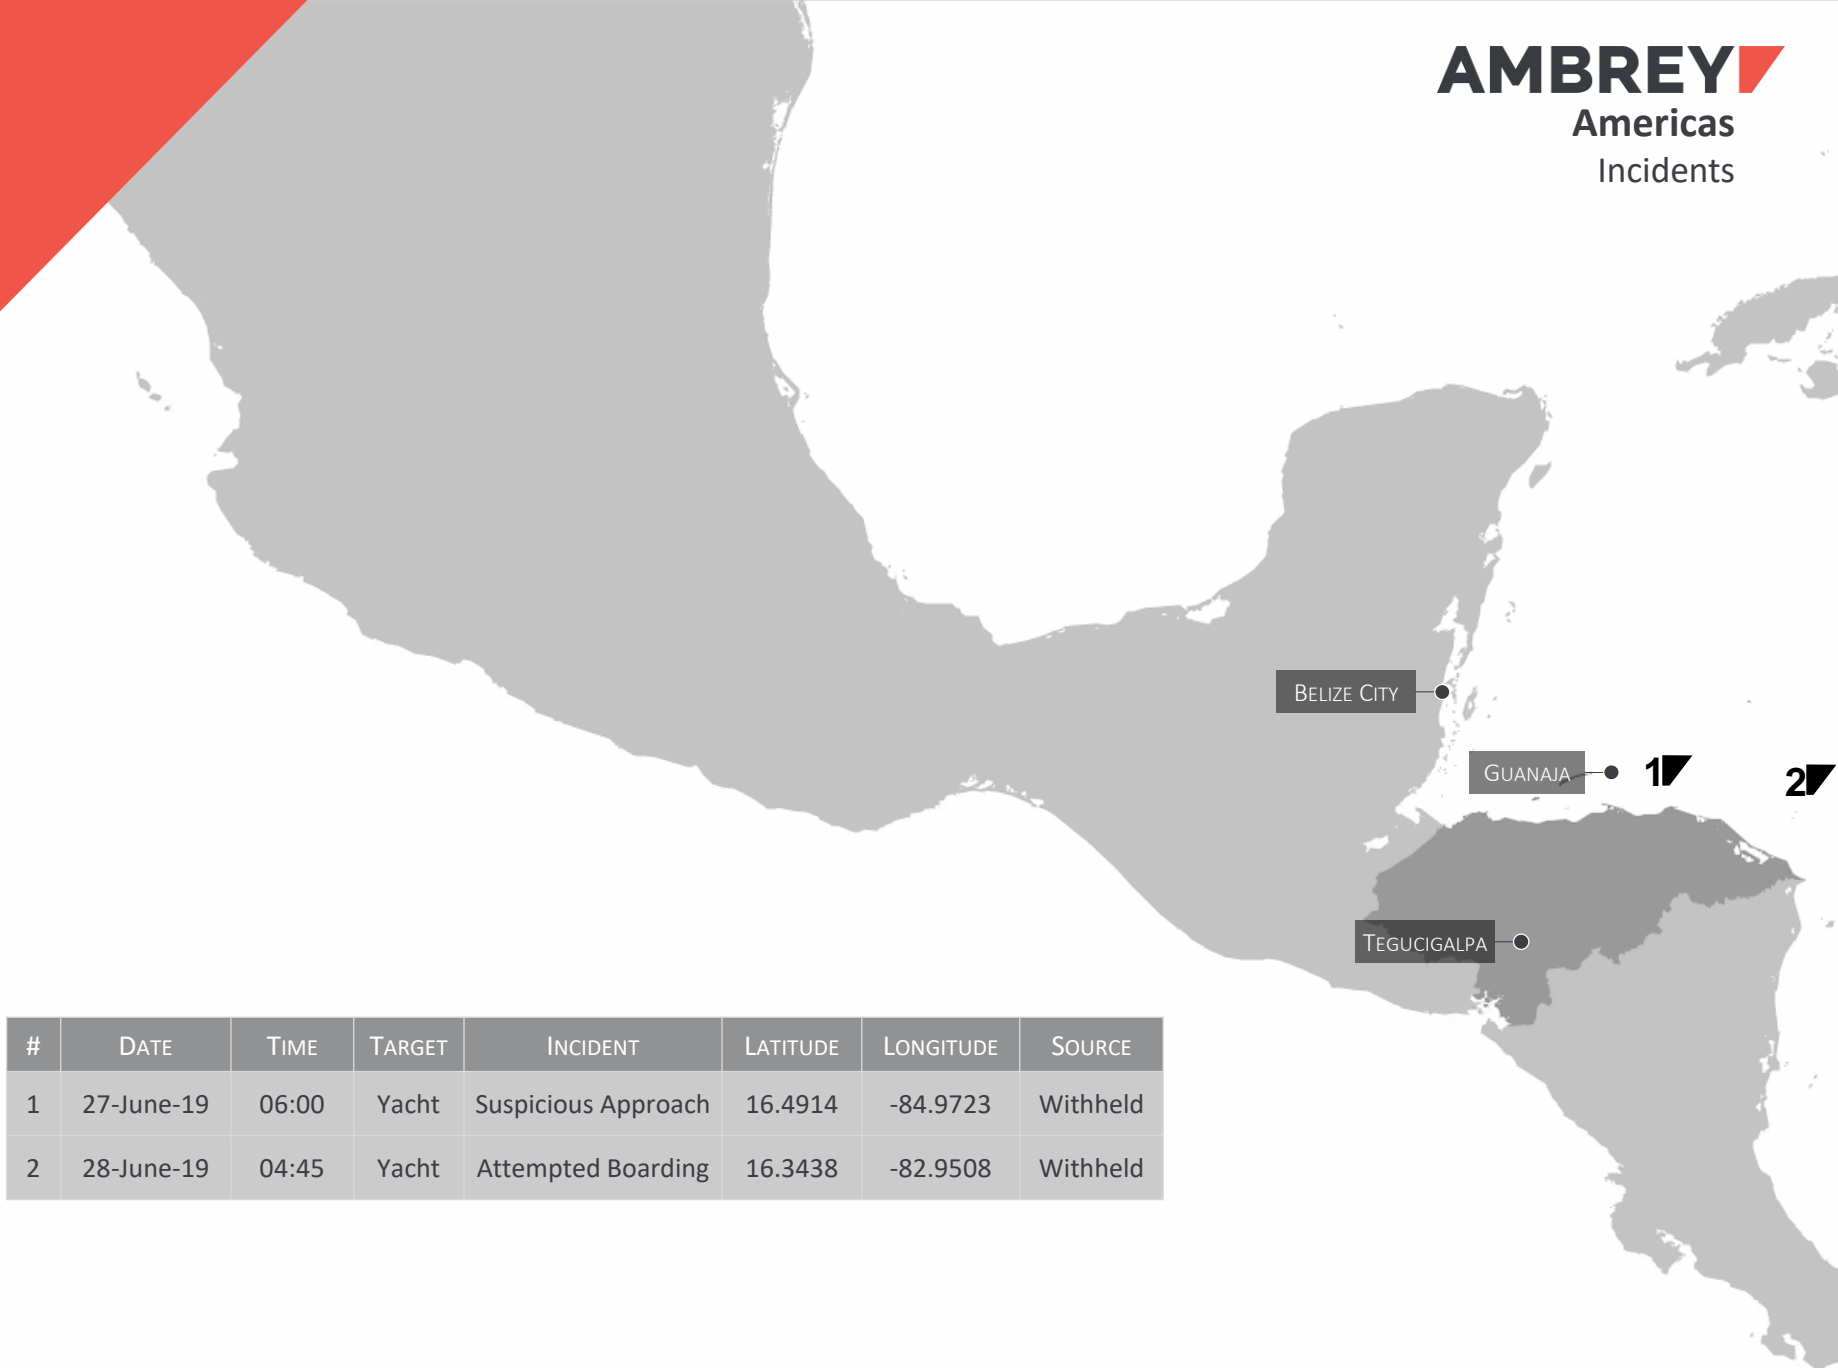 AMBREY
Americas
Incidents
BELIZE CITY
GUANAJA
1
2
TEGUCIGALPA
# DATE TIME TARGET INCIDENT LATITUDE LONGITUDE SOURCE
1 27-June-19 06:00 Yacht Suspicious Approach 16.4914 -84.9723 Withheld
2 28-June-19 04:45 Yacht Attempted Boarding 16.3438 -82.9508 Withheld